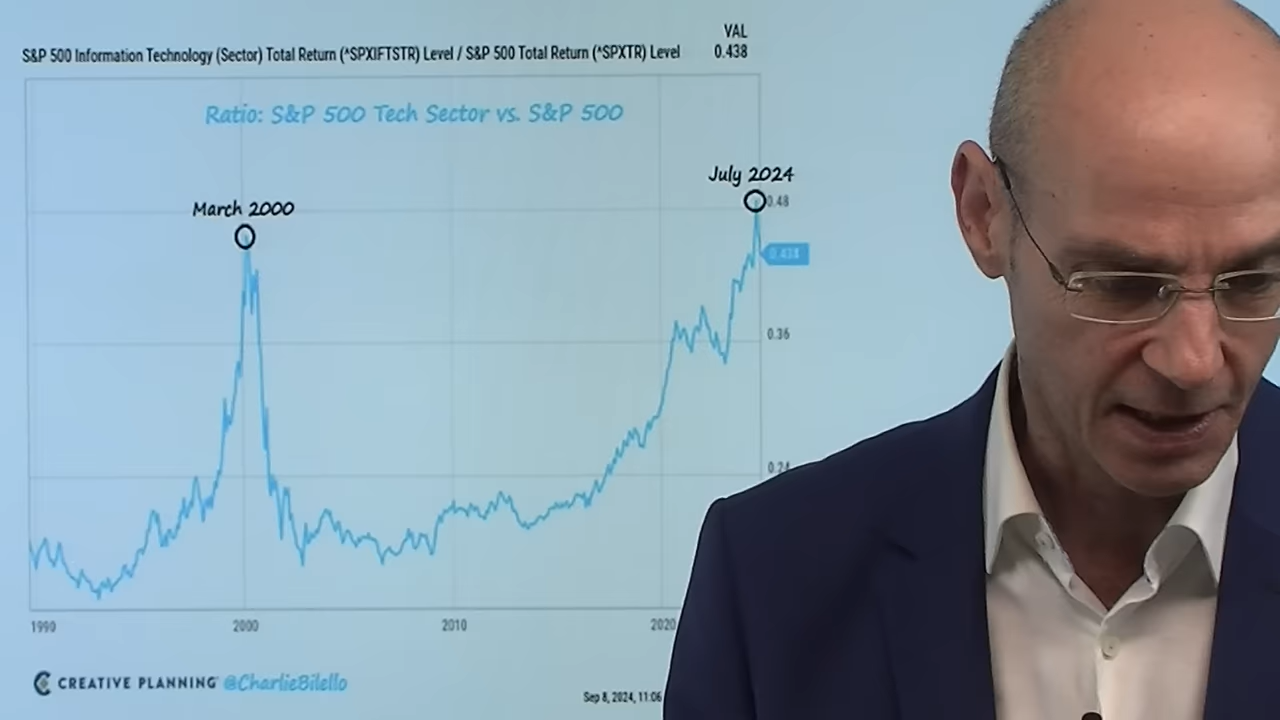 VAL
S&P 500 Information Technology (Sector) Total Return (^SPXIFTSTR) Level / S&P 500 Total Return (^SPXTR) Level 0.438
Ratio: S&P 500 Tech Sector vs. S&P 500
July 2024
0.48
March 2000
0.438
0.36
0.24
1990 2000 2010 2020
CREATIVE PLANNING @CharlieBilello
Sep 8, 2024, 11:06